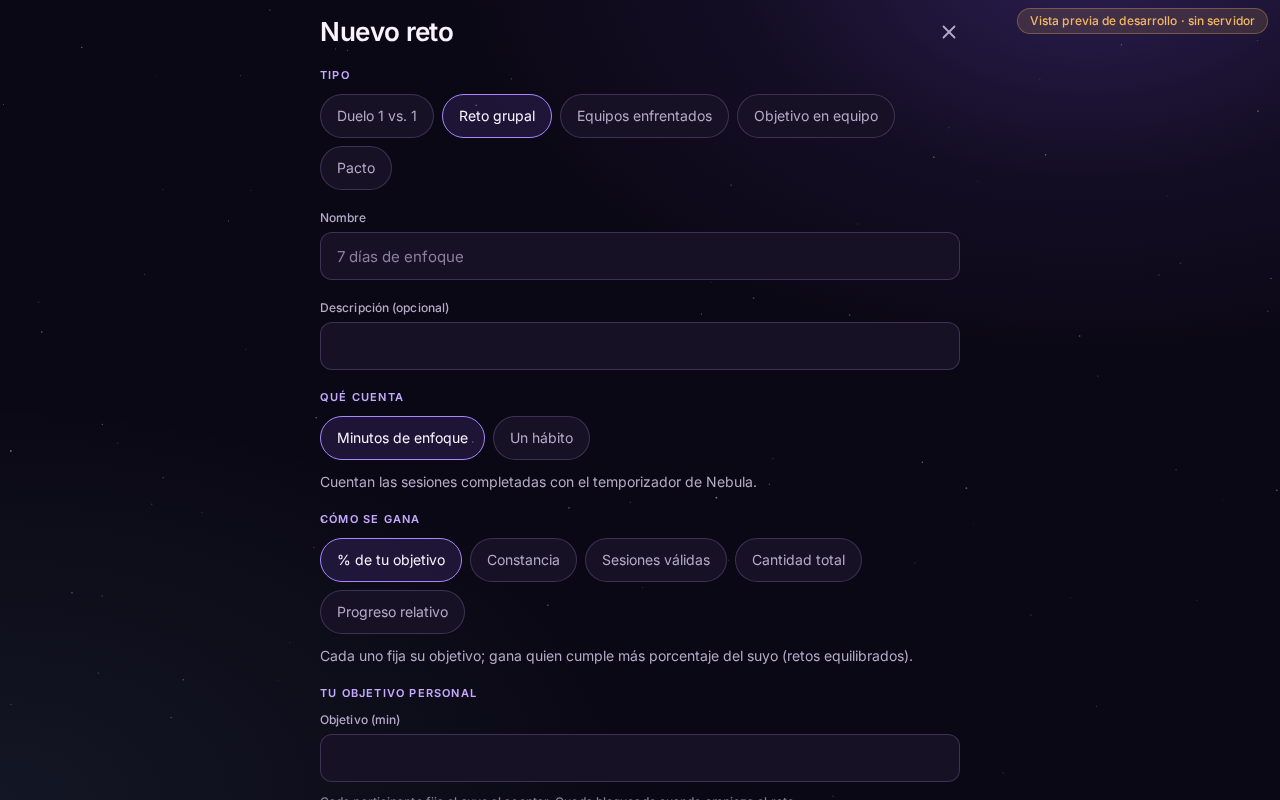 Nuevo reto
Vista previa de desarrollo · sin servidor
TIPO
Duelo 1 vs. 1
Reto grupal
Equipos enfrentados
Objetivo en equipo
Pacto
Nombre
7 días de enfoque
Descripción (opcional)
QUÉ CUENTA
Minutos de enfoque
Un hábito
Cuentan las sesiones completadas con el temporizador de Nebula.
CÓMO SE GANA
% de tu objetivo
Constancia
Sesiones válidas
Cantidad total
Progreso relativo
Cada uno fija su objetivo; gana quien cumple más porcentaje del suyo (retos equilibrados).
TU OBJETIVO PERSONAL
Objetivo (min)